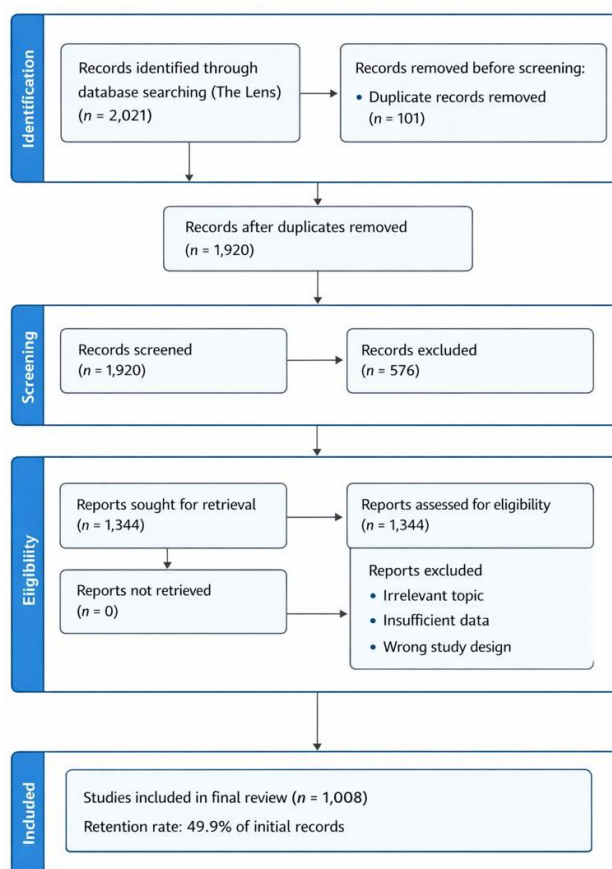 Identification
Records identified through
database searching (The Lens)
(n = 2,021)
Records removed before screening:
• Duplicate records removed
(n = 101)
Records after duplicates removed
(n = 1,920)
Screening
Records screened
(n = 1,920)
Records excluded
(n = 576)
Eligibility
Reports sought for retrieval
(n = 1,344)
Reports assessed for eligibility
(n = 1,344)
Reports not retrieved
(n = 0)
Reports excluded
• Irrelevant topic
• Insufficient data
• Wrong study design
Included
Studies included in final review (n = 1,008)
Retention rate: 49.9% of initial records